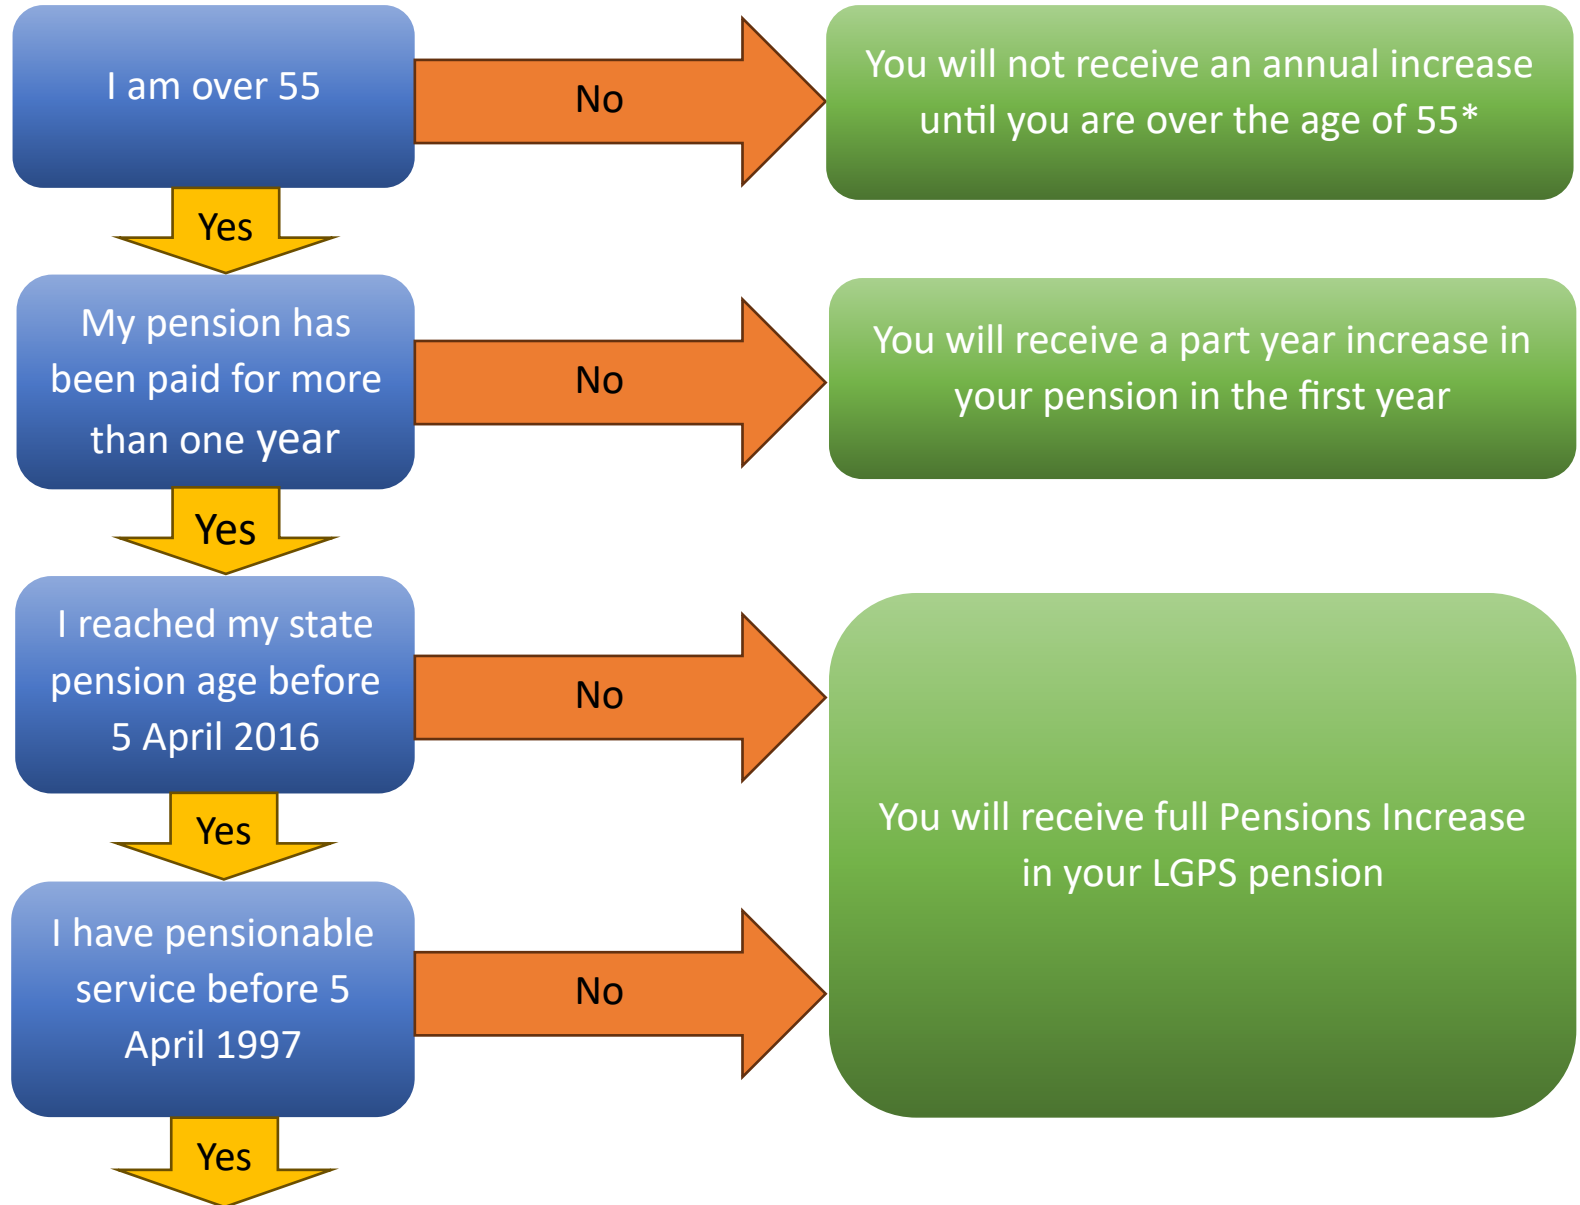 I am over 55
No
You will not receive an annual increase
until you are over the age of 55*
Yes
My pension has
been paid for more
than one year
No
You will receive a part year increase in
your pension in the first year
Yes
I reached my state
pension age before
5 April 2016
No
You will receive full Pensions Increase
in your LGPS pension
Yes
I have pensionable
service before 5
April 1997
No
Yes